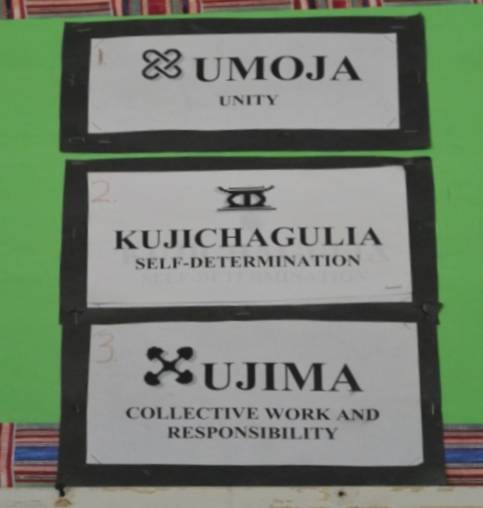 1
UMOJA
UNITY
2.
KUJICHAGULIA
SELF-DETERMINATION
3.
UJIMA
COLLECTIVE WORK AND
RESPONSIBILITY